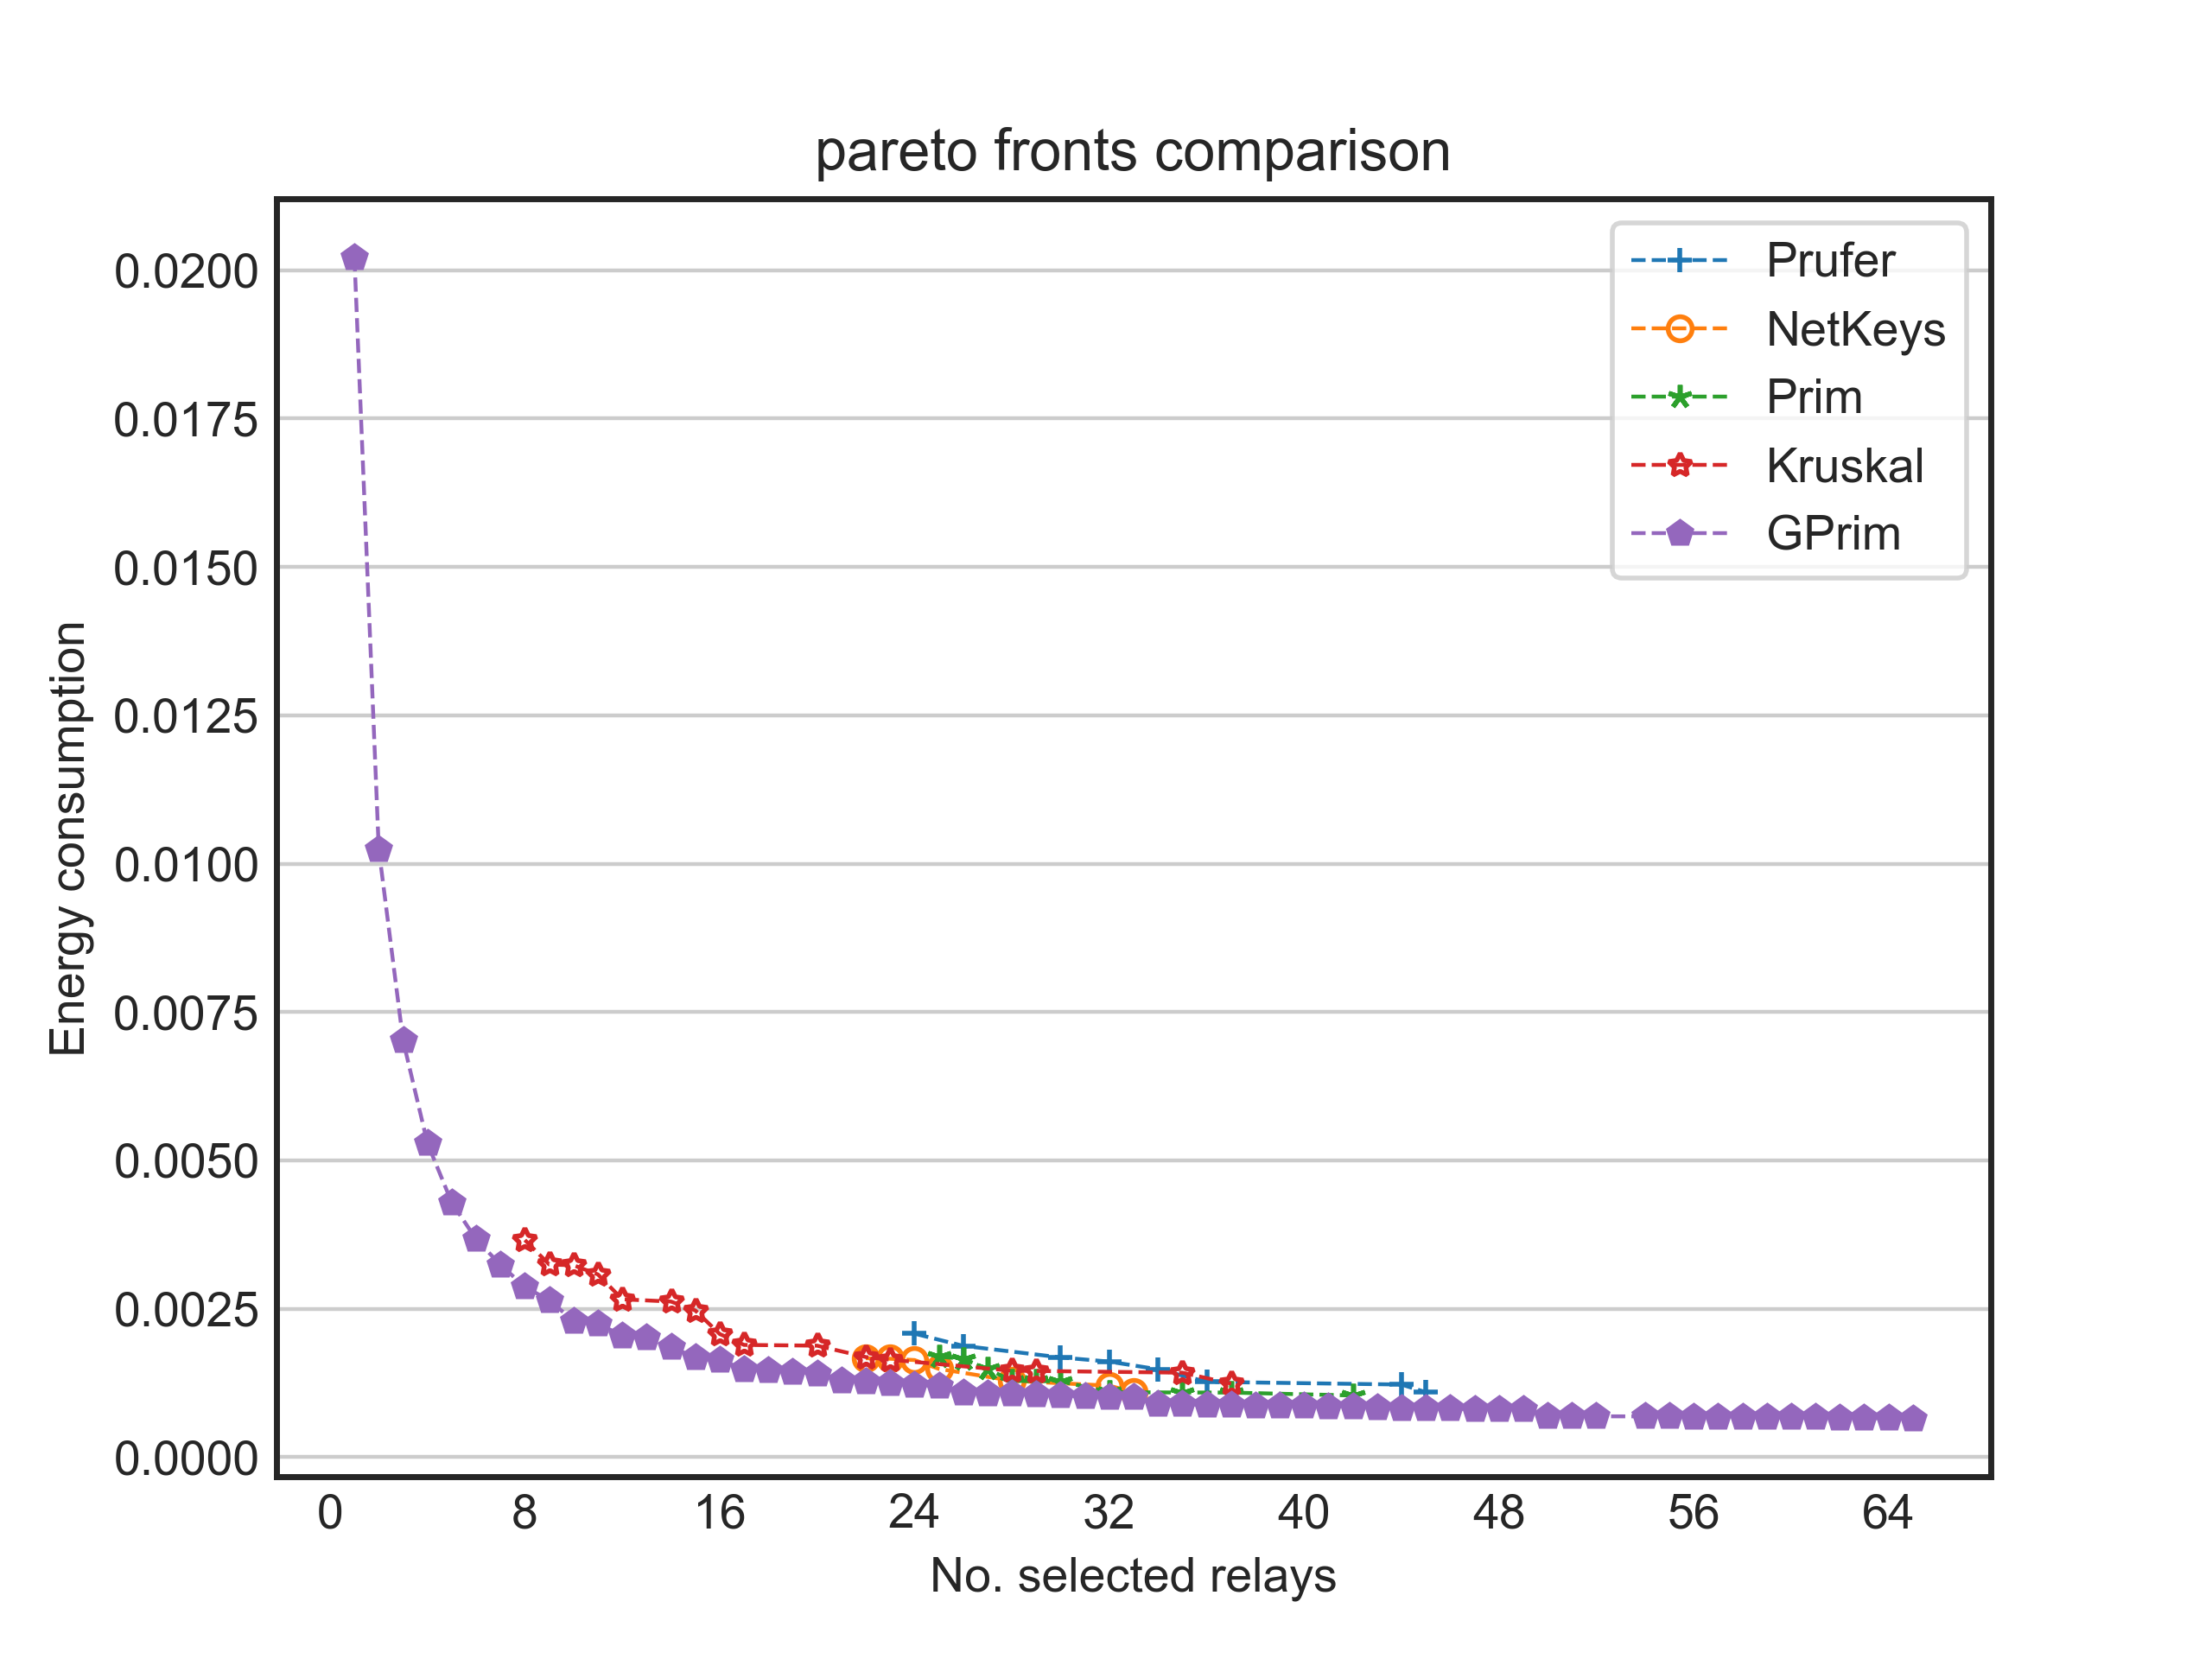 pareto fronts comparison
Prufer
NetKeys
Prim
Kruskal
GPrim
0.0200
0.0175
0.0150
0.0125
0.0100
0.0075
0.0050
0.0025
0.0000
Energy consumption
0 8 16 24 32 40 48 56 64
No. selected relays